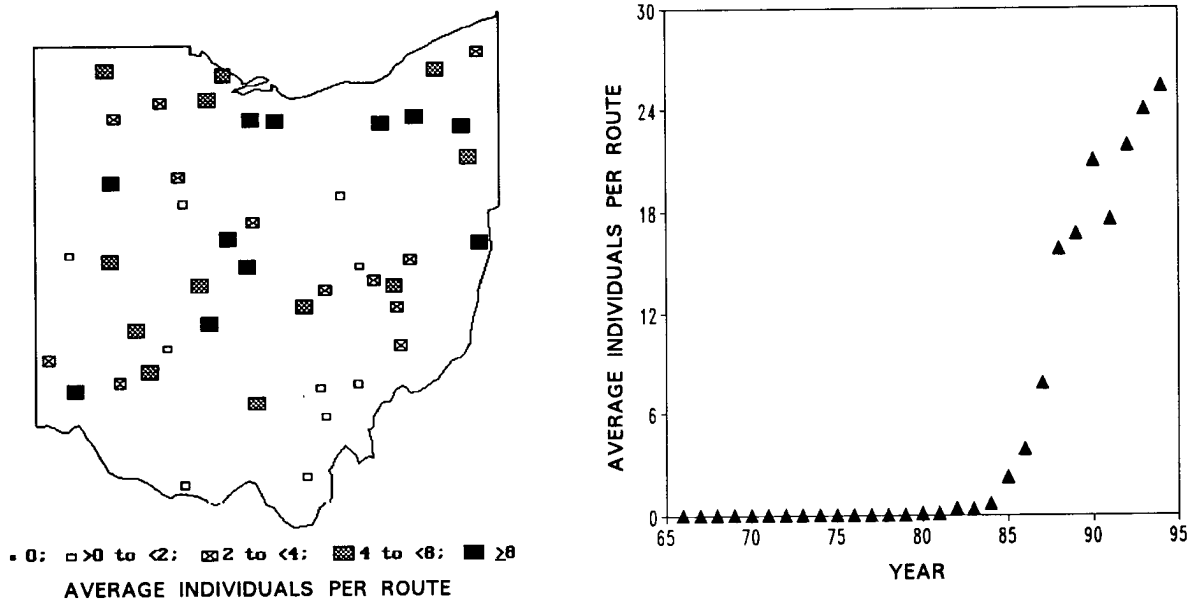 • 0; >0 to <2; 2 to <4; 4 to <8; ≥8
AVERAGE INDIVIDUALS PER ROUTE
AVERAGE INDIVIDUALS PER ROUTE
30
24
18
12
6
0
65 70 75 80 85 90 95
YEAR